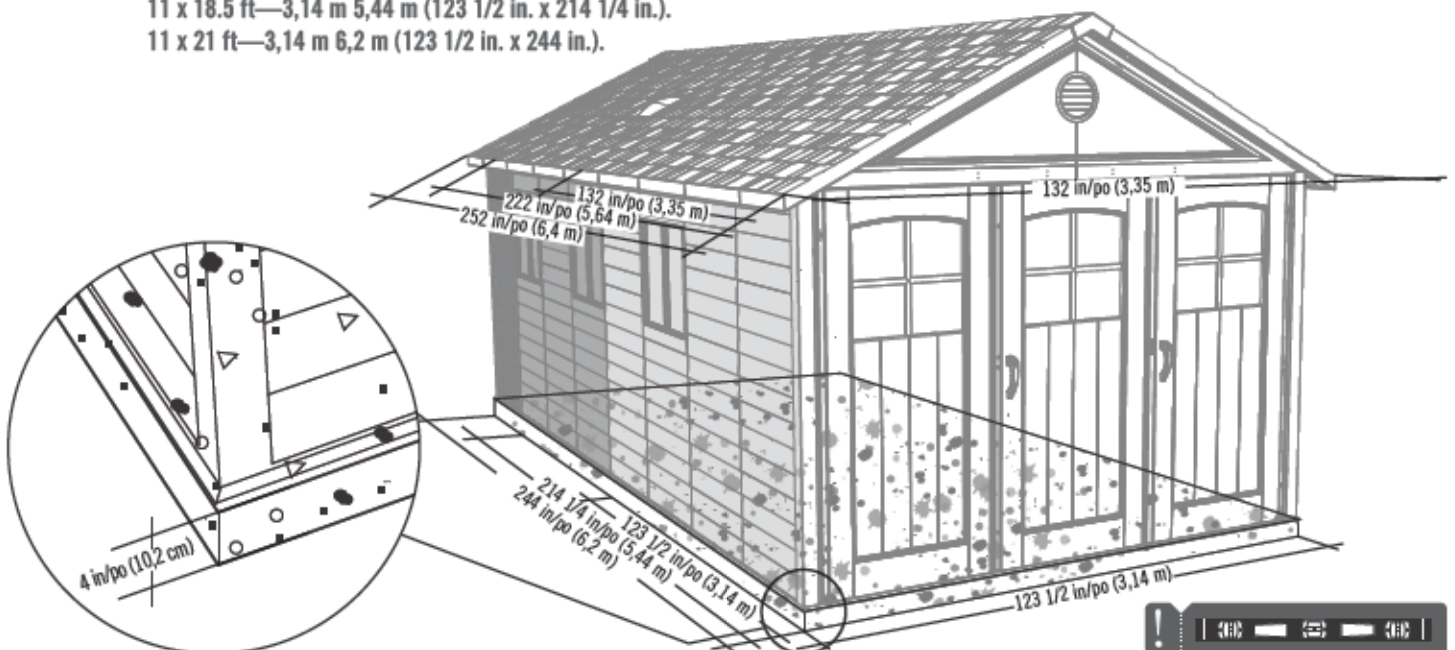 11 x 18.5 ft—3,14 m 5,44 m (123 1/2 in. x 214 1/4 in.).
11 x 21 ft—3,14 m 6,2 m (123 1/2 in. x 244 in.).
132 in/po (3,35 m)
222 in/po (5,64 m)
252 in/po (6,4 m)
132 in/po (3,35 m)
4 in/po (10,2 cm)
123 1/2 in/po (3,14 m)
214 1/4 in/po (5,44 m)
244 in/po (6,2 m)
123 1/2 in/po (3,14 m)
!